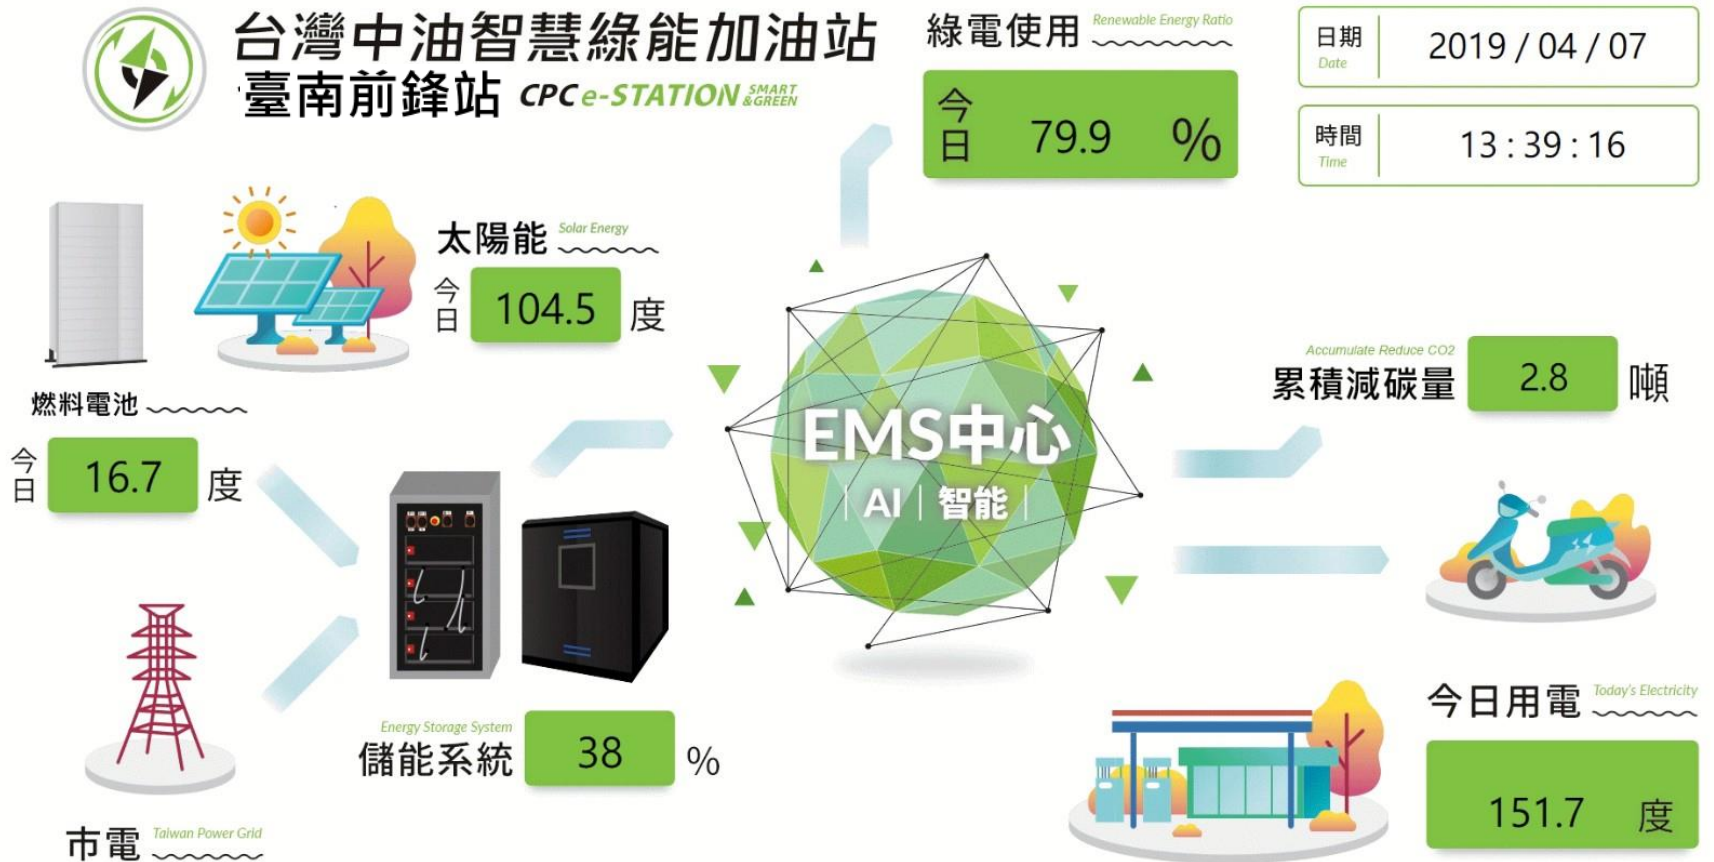 台灣中油智慧綠能加油站
臺南前鋒站 CPC e-STATION SMART &GREEN
綠電使用 Renewable Energy Ratio
今日 79.9 %
日期 Date 2019 / 04 / 07
時間 Time 13 : 39 : 16
太陽能 Solar Energy
今日 104.5 度
燃料電池
今日 16.7 度
EMS中心
| AI | 智能 |
Accumulate Reduce CO2
累積減碳量 2.8 噸
Energy Storage System
儲能系統 38 %
今日用電 Today's Electricity
151.7 度
市電 Taiwan Power Grid